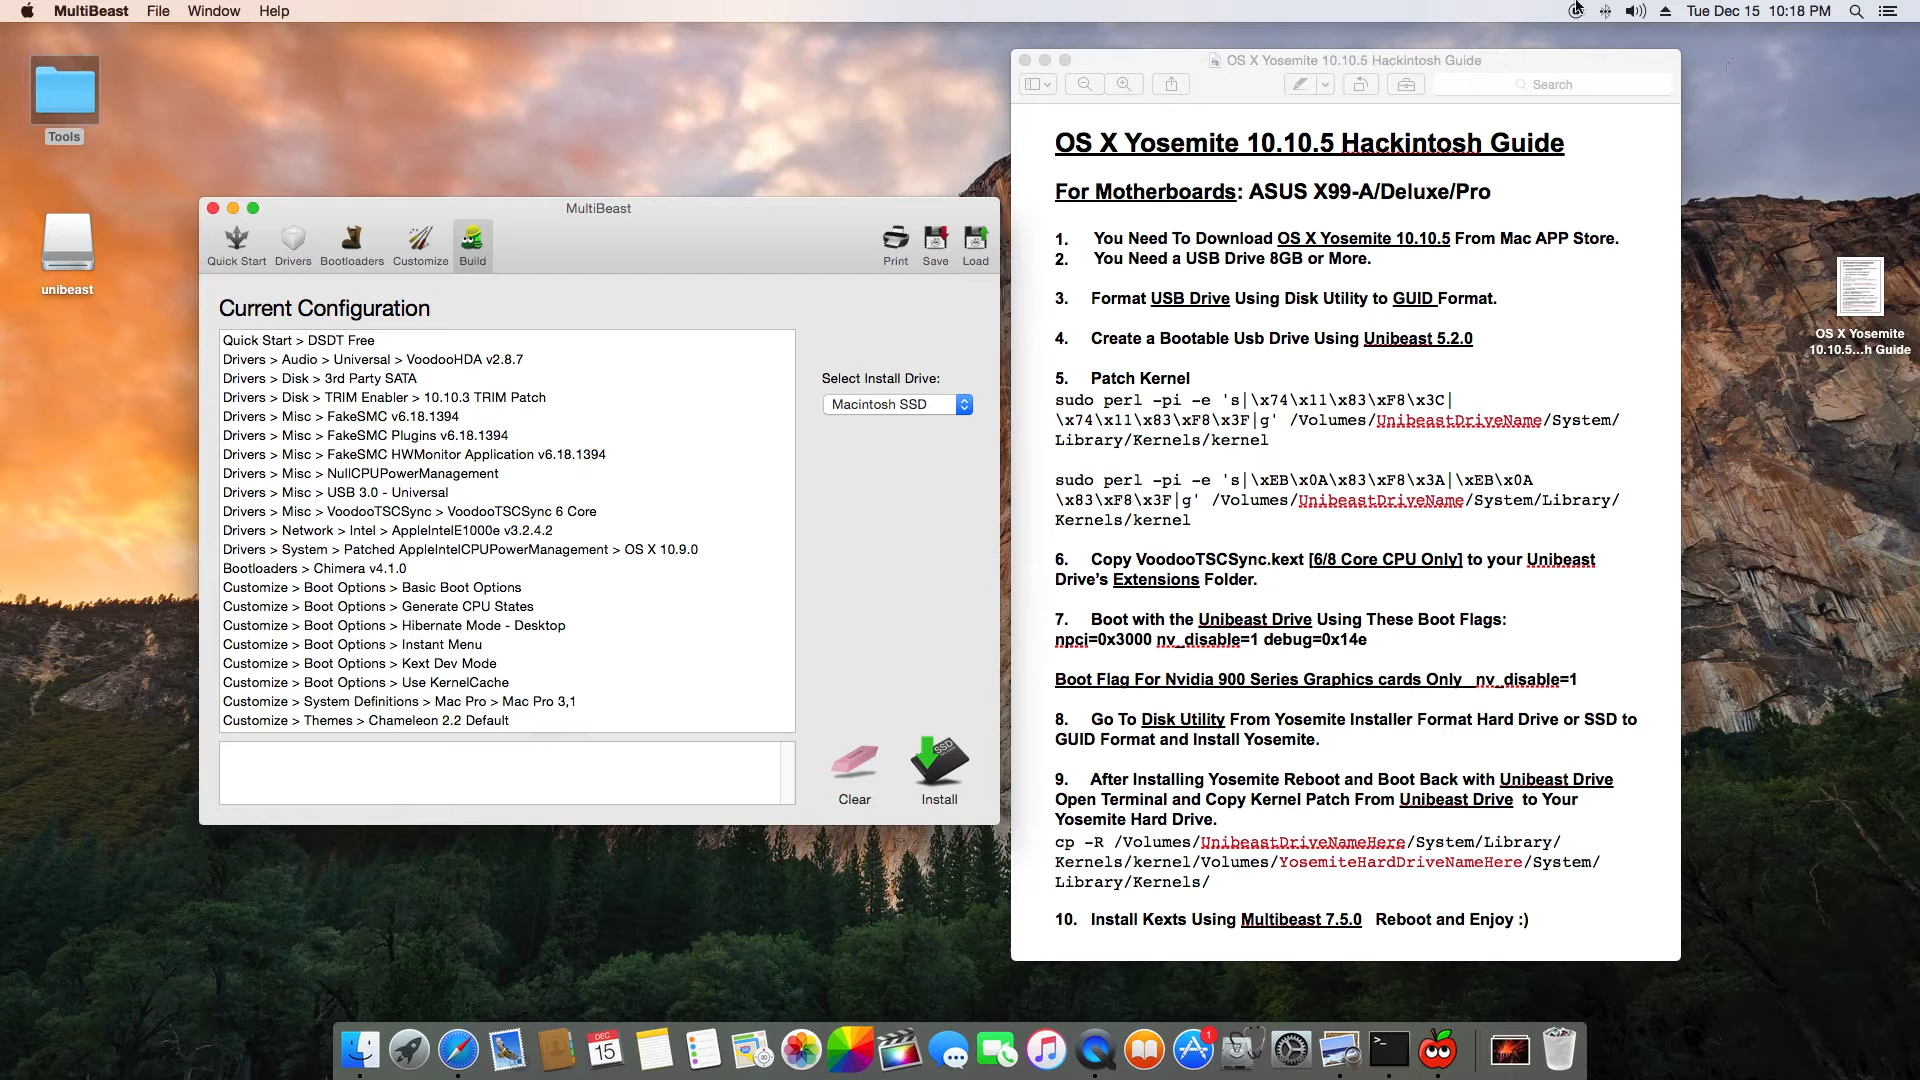 MultiBeast File Window Help
Tue Dec 15 10:18 PM
Tools
unibeast
MultiBeast
Quick Start Drivers Bootloaders Customize Build
Print Save Load
Current Configuration
Quick Start > DSDT Free
Drivers > Audio > Universal > VoodooHDA v2.8.7
Drivers > Disk > 3rd Party SATA
Drivers > Disk > TRIM Enabler > 10.10.3 TRIM Patch
Drivers > Misc > FakeSMC v6.18.1394
Drivers > Misc > FakeSMC Plugins v6.18.1394
Drivers > Misc > FakeSMC HWMonitor Application v6.18.1394
Drivers > Misc > NullCPUPowerManagement
Drivers > Misc > USB 3.0 - Universal
Drivers > Misc > VoodooTSCSync > VoodooTSCSync 6 Core
Drivers > Network > Intel > AppleIntelE1000e v3.2.4.2
Drivers > System > Patched AppleIntelCPUPowerManagement > OS X 10.9.0
Bootloaders > Chimera v4.1.0
Customize > Boot Options > Basic Boot Options
Customize > Boot Options > Generate CPU States
Customize > Boot Options > Hibernate Mode - Desktop
Customize > Boot Options > Instant Menu
Customize > Boot Options > Kext Dev Mode
Customize > Boot Options > Use KernelCache
Customize > System Definitions > Mac Pro > Mac Pro 3,1
Customize > Themes > Chameleon 2.2 Default
Select Install Drive:
Macintosh SSD
Clear
SSD
Install
OS X Yosemite 10.10.5 Hackintosh Guide
Search
OS X Yosemite 10.10.5 Hackintosh Guide
For Motherboards: ASUS X99-A/Deluxe/Pro
1. You Need To Download OS X Yosemite 10.10.5 From Mac APP Store.
2. You Need a USB Drive 8GB or More.
3. Format USB Drive Using Disk Utility to GUID Format.
4. Create a Bootable Usb Drive Using Unibeast 5.2.0
5. Patch Kernel
sudo perl -pi -e 's|\x74\x11\x83\xF8\x3C|
\x74\x11\x83\xF8\x3F|g' /Volumes/UnibeastDriveName/System/
Library/Kernels/kernel
sudo perl -pi -e 's|\xEB\x0A\x83\xF8\x3A|\xEB\x0A
\x83\xF8\x3F|g' /Volumes/UnibeastDriveName/System/Library/
Kernels/kernel
6. Copy VoodooTSCSync.kext [6/8 Core CPU Only] to your Unibeast
Drive's Extensions Folder.
7. Boot with the Unibeast Drive Using These Boot Flags:
npci=0x3000 nv_disable=1 debug=0x14e
Boot Flag For Nvidia 900 Series Graphics cards Only nv_disable=1
8. Go To Disk Utility From Yosemite Installer Format Hard Drive or SSD to
GUID Format and Install Yosemite.
9. After Installing Yosemite Reboot and Boot Back with Unibeast Drive
Open Terminal and Copy Kernel Patch From Unibeast Drive to Your
Yosemite Hard Drive.
cp -R /Volumes/UnibeastDriveNameHere/System/Library/
Kernels/kernel/Volumes/YosemiteHardDriveNameHere/System/
Library/Kernels/
10. Install Kexts Using Multibeast 7.5.0 Reboot and Enjoy :)
OS X Yosemite
10.10.5...h Guide
DEC
15
1